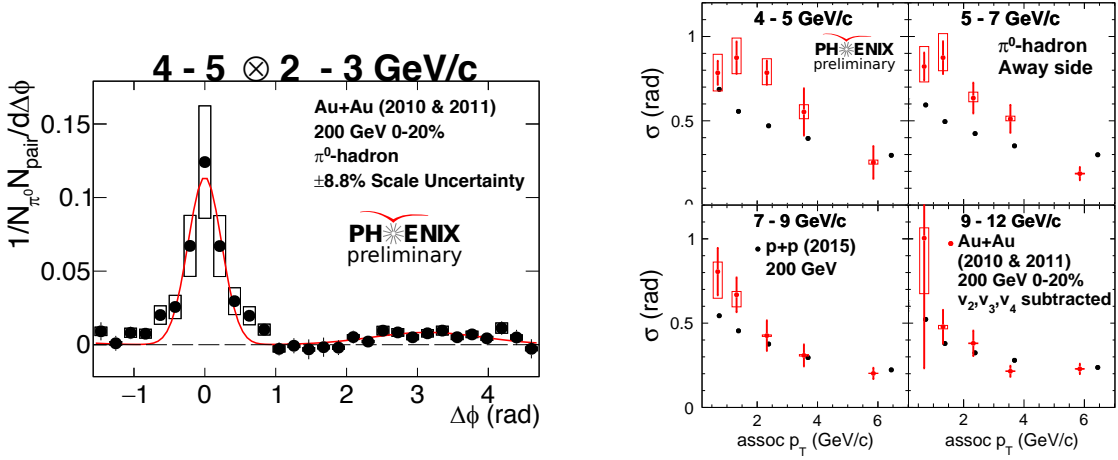 4 - 5 ⊗ 2 - 3 GeV/c
1/N_π⁰ N_pair/dΔϕ
0.15
0.1
0.05
0
Au+Au (2010 & 2011)
200 GeV 0-20%
π⁰-hadron
±8.8% Scale Uncertainty
PHENIX
preliminary
−1 0 1 2 3 4
Δϕ (rad)
4 - 5 GeV/c
PHENIX
preliminary
5 - 7 GeV/c
π⁰-hadron
Away side
σ (rad)
1
0.5
0
7 - 9 GeV/c
p+p (2015)
200 GeV
9 - 12 GeV/c
Au+Au
(2010 & 2011)
200 GeV 0-20%
v₂,v₃,v₄ subtracted
σ (rad)
1
0.5
0
2 4 6
assoc p_T (GeV/c)
2 4 6
assoc p_T (GeV/c)